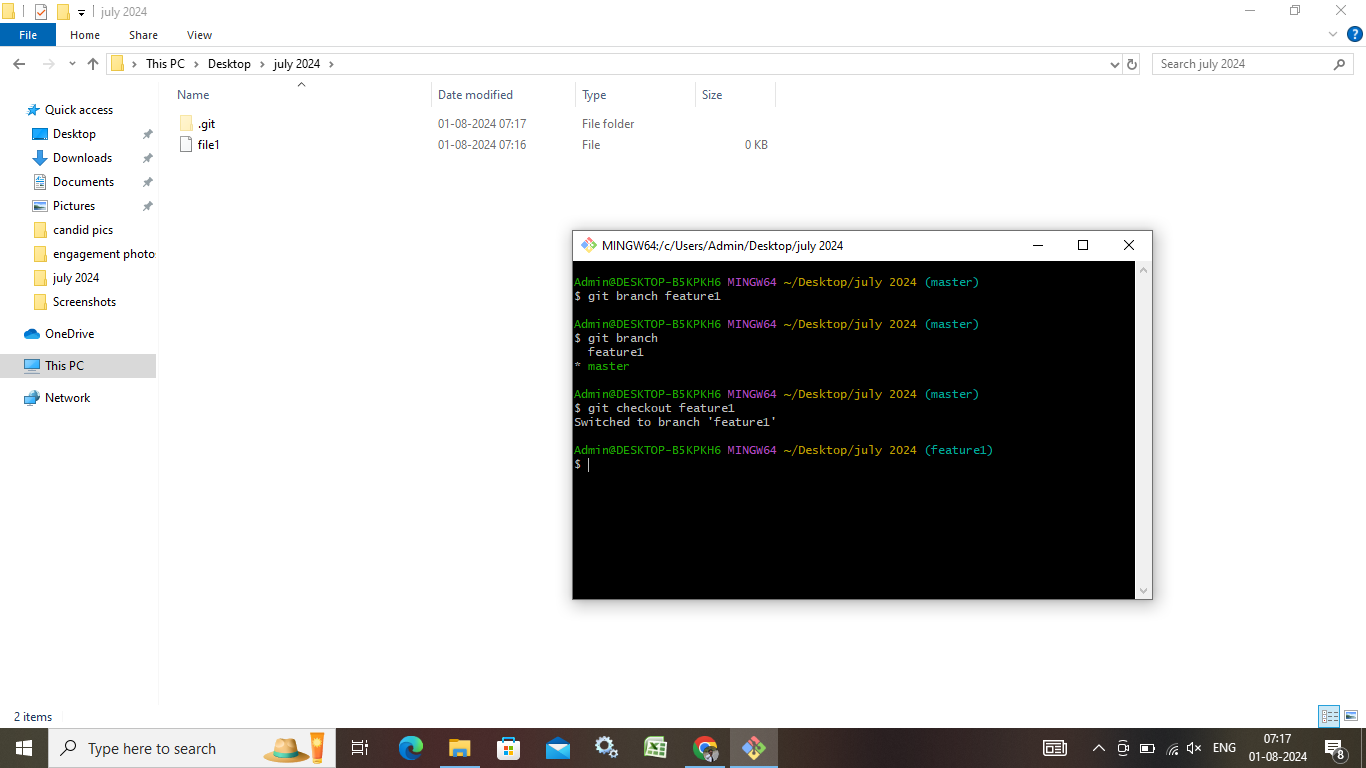 july 2024
File Home Share View
This PC Desktop july 2024
Search july 2024
Name Date modified Type Size
.git 01-08-2024 07:17 File folder
file1 01-08-2024 07:16 File 0 KB
Quick access
Desktop
Downloads
Documents
Pictures
candid pics
engagement photo
july 2024
Screenshots
OneDrive
This PC
Network
MINGW64:/c/Users/Admin/Desktop/july 2024
Admin@DESKTOP-B5KPKH6 MINGW64 ~/Desktop/july 2024 (master)
$ git branch feature1
Admin@DESKTOP-B5KPKH6 MINGW64 ~/Desktop/july 2024 (master)
$ git branch
feature1
* master
Admin@DESKTOP-B5KPKH6 MINGW64 ~/Desktop/july 2024 (master)
$ git checkout feature1
Switched to branch 'feature1'
Admin@DESKTOP-B5KPKH6 MINGW64 ~/Desktop/july 2024 (feature1)
$
2 items
Type here to search
ENG
07:17
01-08-2024
8